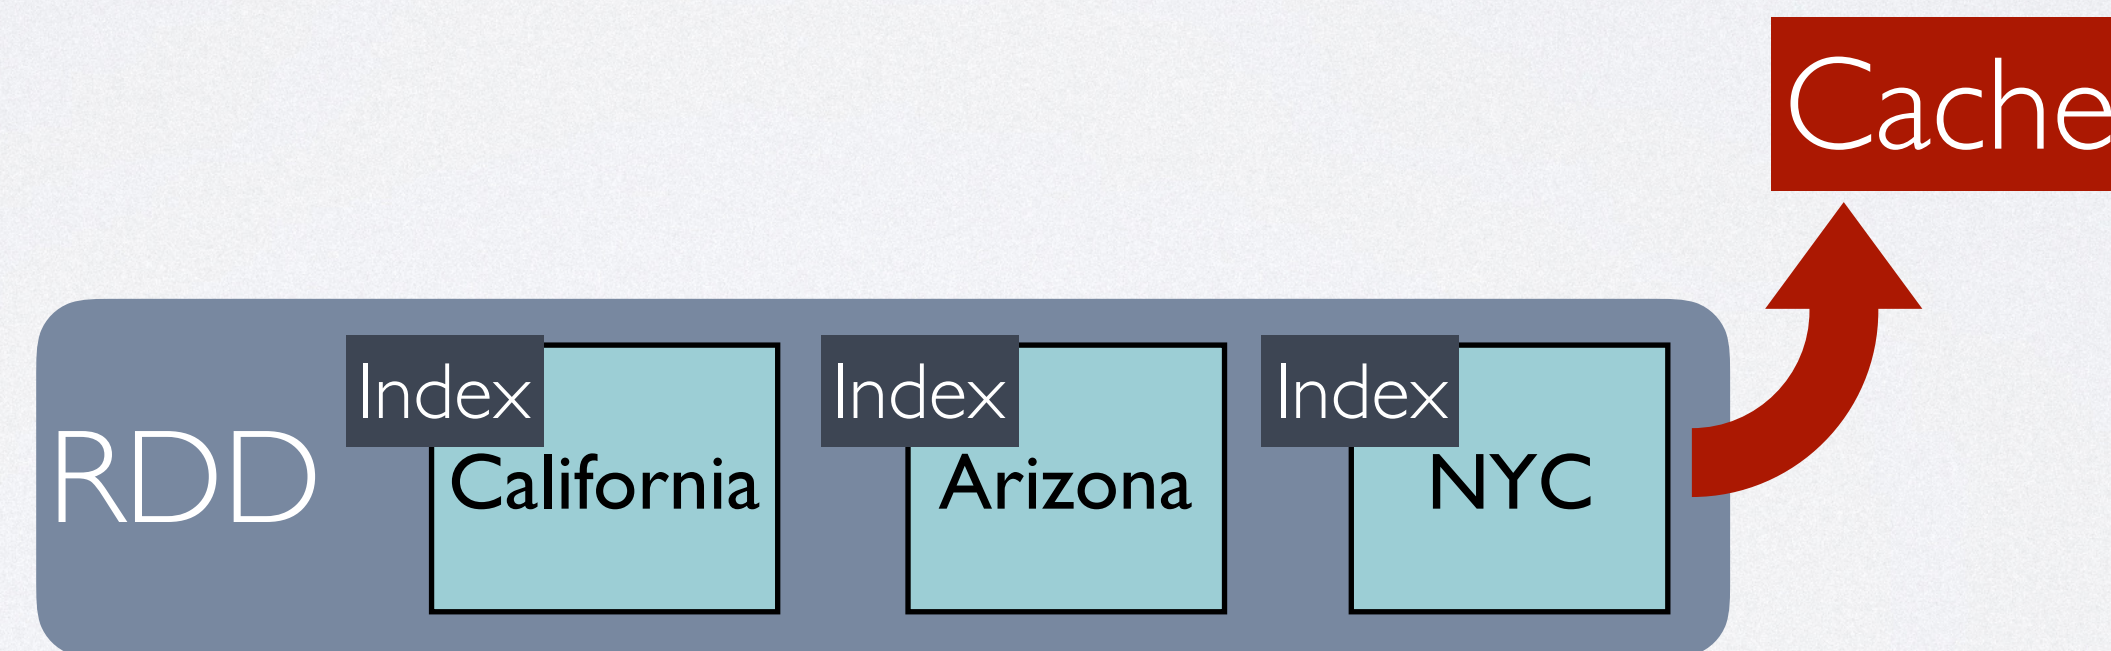 Cache
Index
Index
Index
RDD
California
Arizona
NYC